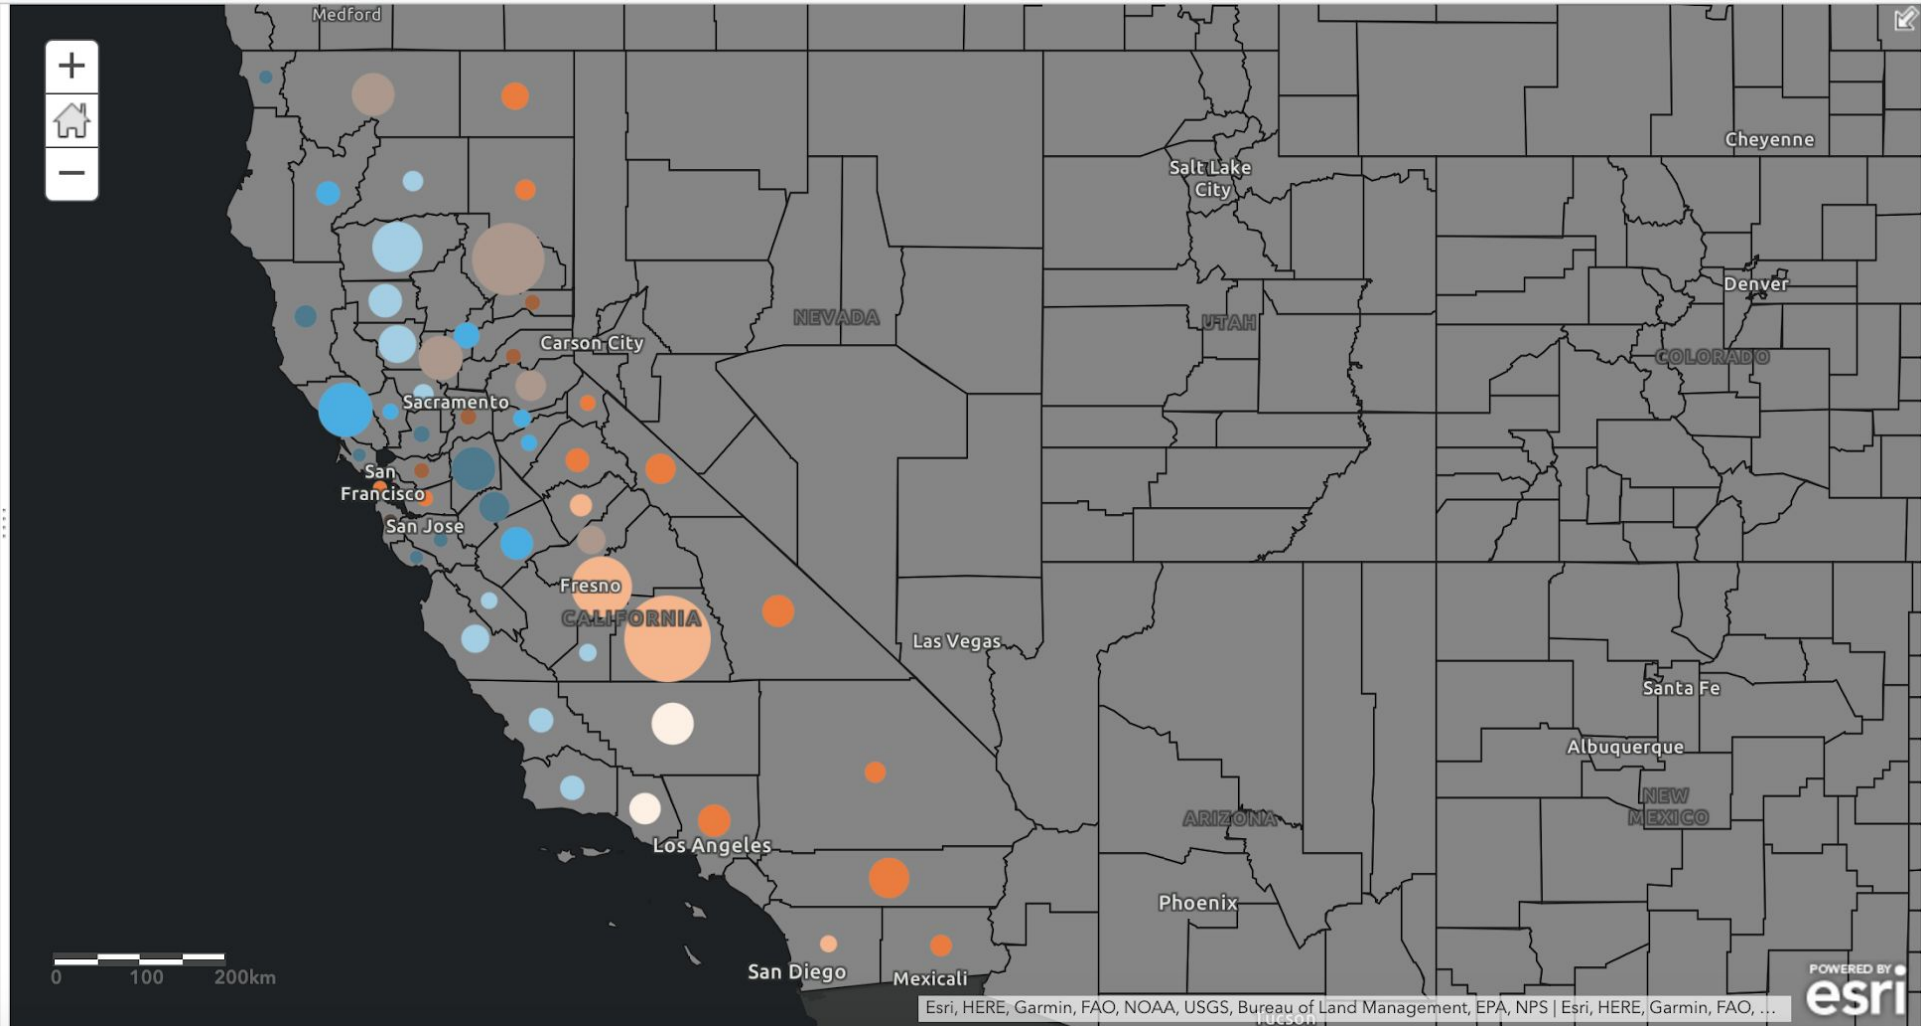 Medford
+
−
Cheyenne
Salt Lake
City
Denver
NEVADA
UTAH
Carson City
COLORADO
Sacramento
San
Francisco
San Jose
Fresno
CALIFORNIA
Las Vegas
Santa Fe
Albuquerque
NEW
MEXICO
ARIZONA
Los Angeles
Phoenix
San Diego
Mexicali
0 100 200km
POWERED BY
esri
Esri, HERE, Garmin, FAO, NOAA, USGS, Bureau of Land Management, EPA, NPS | Esri, HERE, Garmin, FAO, ...
Tucson